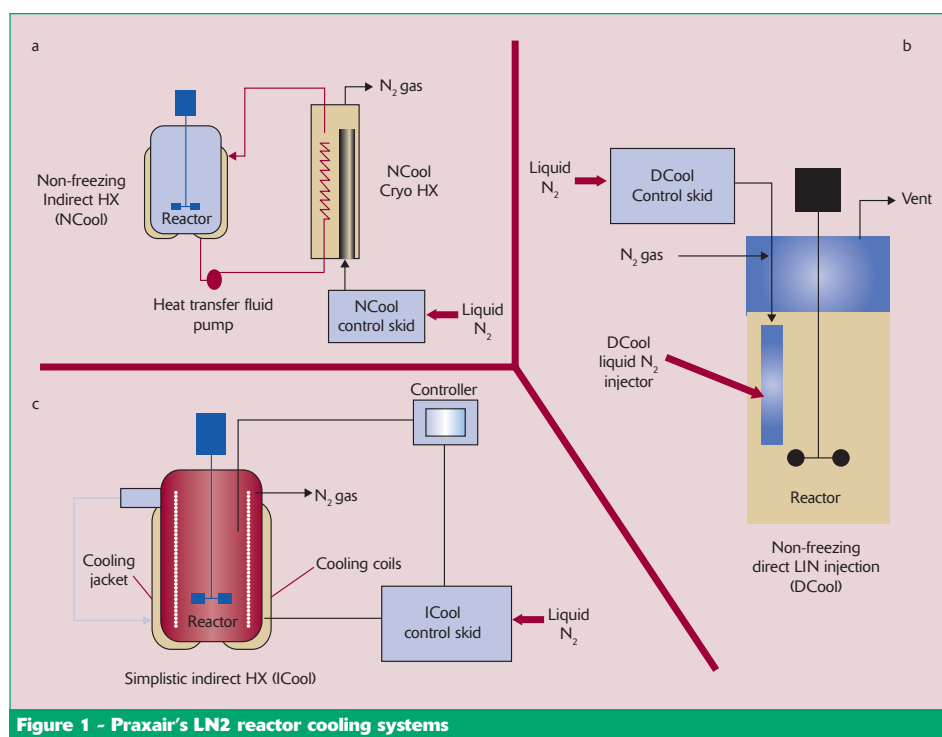 a
N₂ gas
Non-freezing
Indirect HX
(NCool)
Reactor
NCool
Cryo HX
Heat transfer fluid
pump
NCool
control skid
Liquid
N₂
b
Liquid
N₂
DCool
Control skid
Vent
N₂ gas
DCool
liquid N₂
injector
Reactor
Non-freezing
direct LIN injection
(DCool)
c
Controller
N₂ gas
Cooling
jacket
Cooling coils
Reactor
ICool
control skid
Liquid
N₂
Simplistic indirect HX (ICool)
Figure 1 - Praxair's LN2 reactor cooling systems